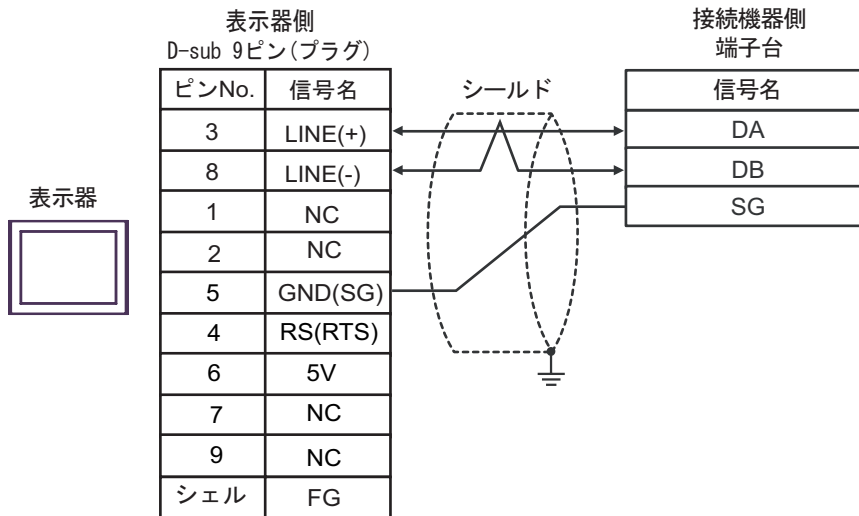 表示器側
D-sub 9ピン(プラグ)
接続機器側
端子台
ピンNo. 信号名
シールド
信号名
3 LINE(+)
DA
8 LINE(-)
DB
表示器
1 NC
SG
2 NC
5 GND(SG)
4 RS(RTS)
6 5V
7 NC
9 NC
シェル FG